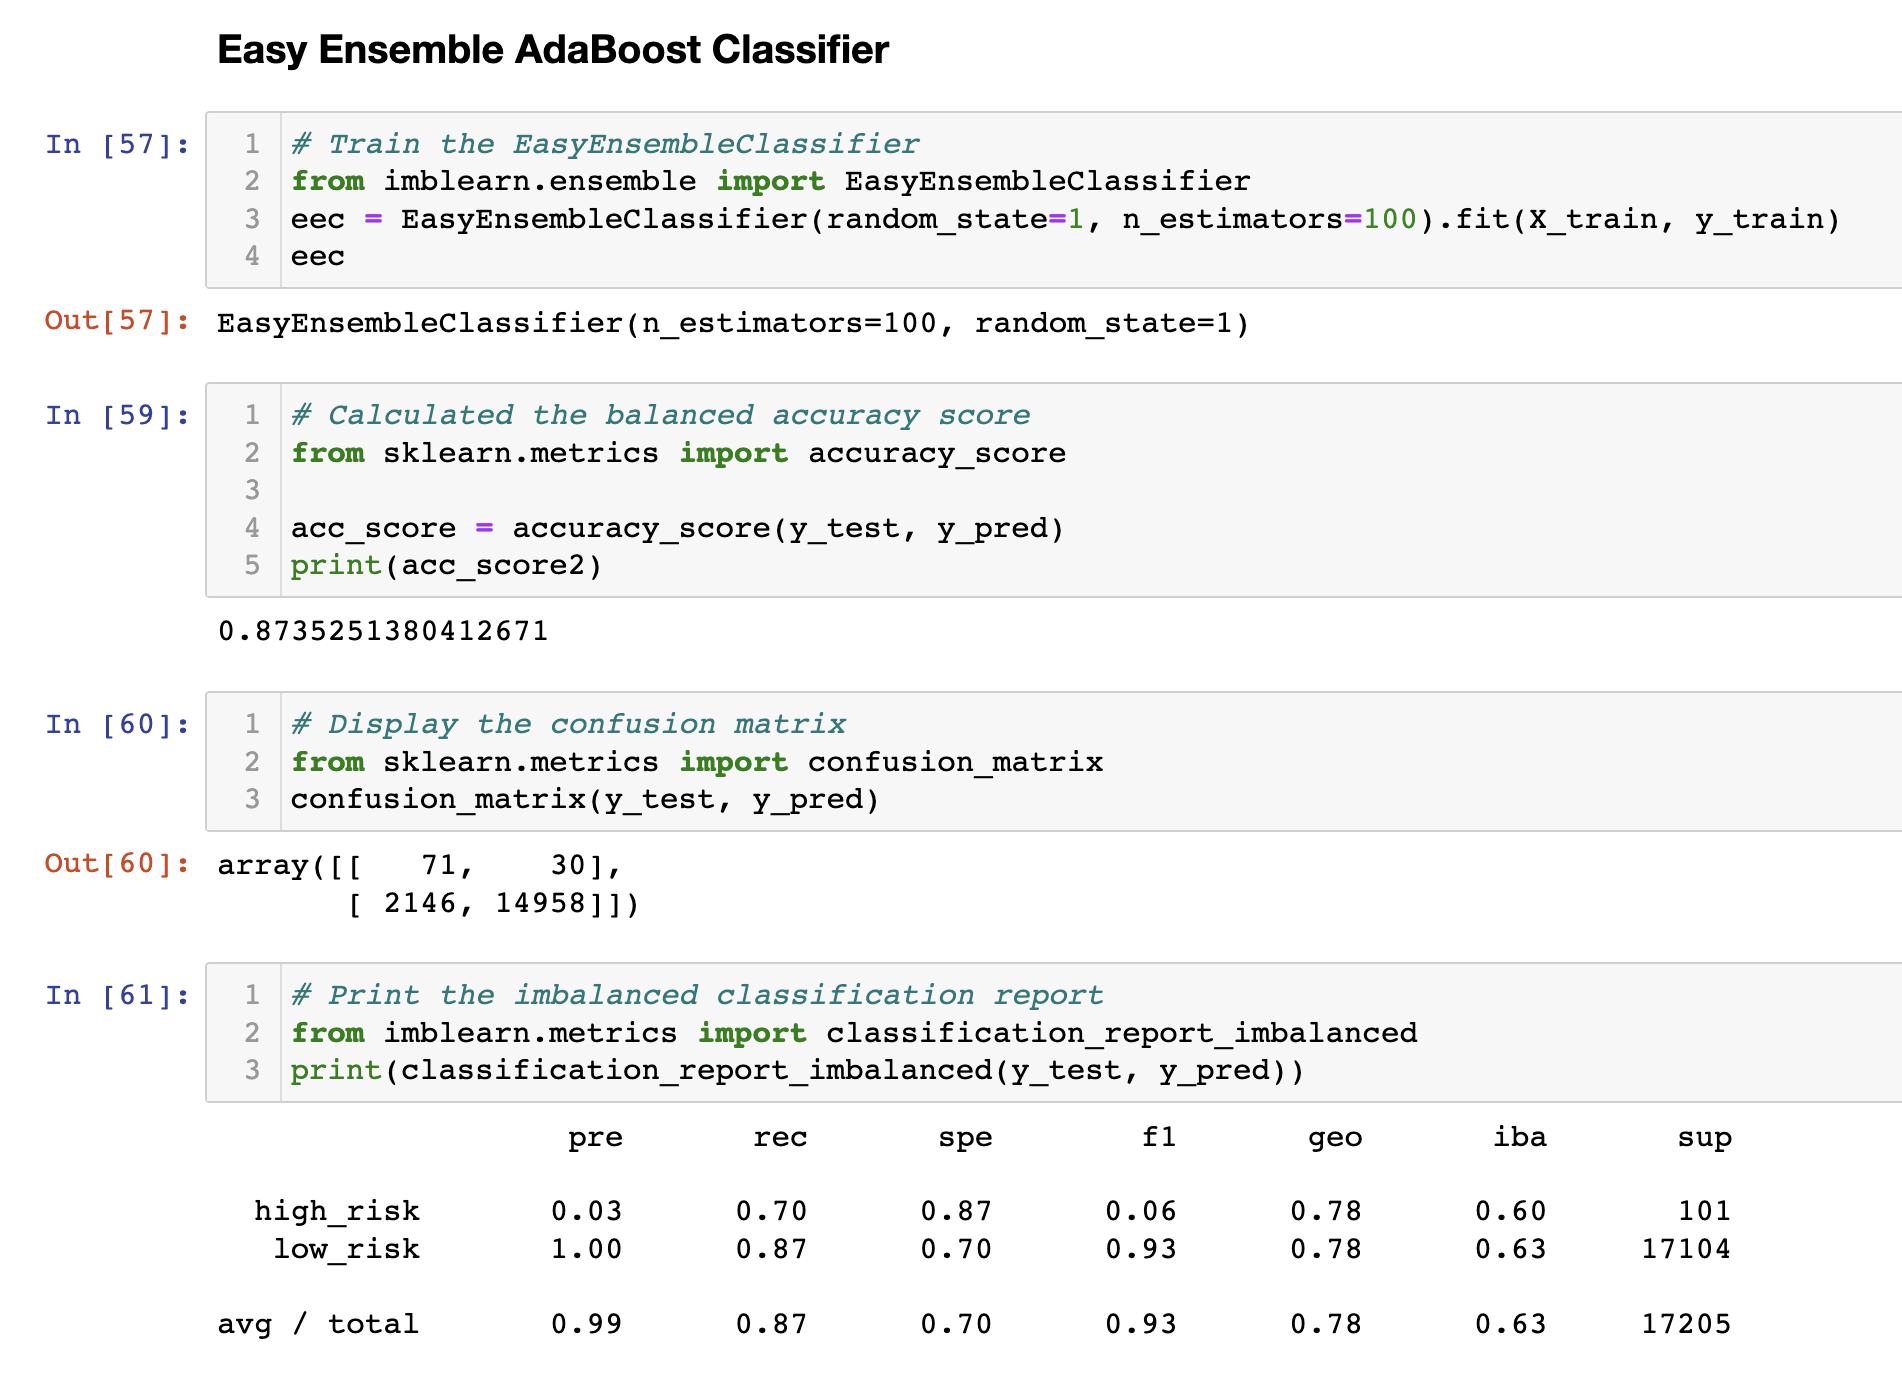 Easy Ensemble AdaBoost Classifier
In [57]:
1 # Train the EasyEnsembleClassifier
2 from imblearn.ensemble import EasyEnsembleClassifier
3 eec = EasyEnsembleClassifier(random_state=1, n_estimators=100).fit(X_train, y_train)
4 eec
Out[57]: EasyEnsembleClassifier(n_estimators=100, random_state=1)
In [59]:
1 # Calculated the balanced accuracy score
2 from sklearn.metrics import accuracy_score
3
4 acc_score = accuracy_score(y_test, y_pred)
5 print(acc_score2)
0.8735251380412671
In [60]:
1 # Display the confusion matrix
2 from sklearn.metrics import confusion_matrix
3 confusion_matrix(y_test, y_pred)
Out[60]: array([[   71,    30],
       [ 2146, 14958]])
In [61]:
1 # Print the imbalanced classification report
2 from imblearn.metrics import classification_report_imbalanced
3 print(classification_report_imbalanced(y_test, y_pred))
pre rec spe f1 geo iba sup
high_risk 0.03 0.70 0.87 0.06 0.78 0.60 101
low_risk 1.00 0.87 0.70 0.93 0.78 0.63 17104
avg / total 0.99 0.87 0.70 0.93 0.78 0.63 17205